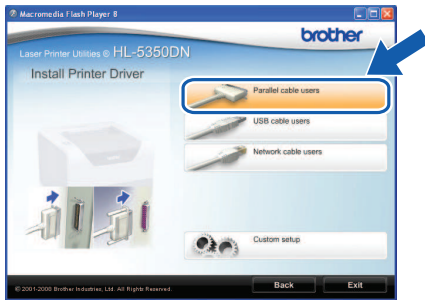 Macromedia Flash Player 8
brother
Laser Printer Utilities © HL-5350DN
Install Printer Driver
Parallel cable users
USB cable users
Network cable users
Custom setup
© 2001-2008 Brother Industries, Ltd. All Rights Reserved.
Back
Exit